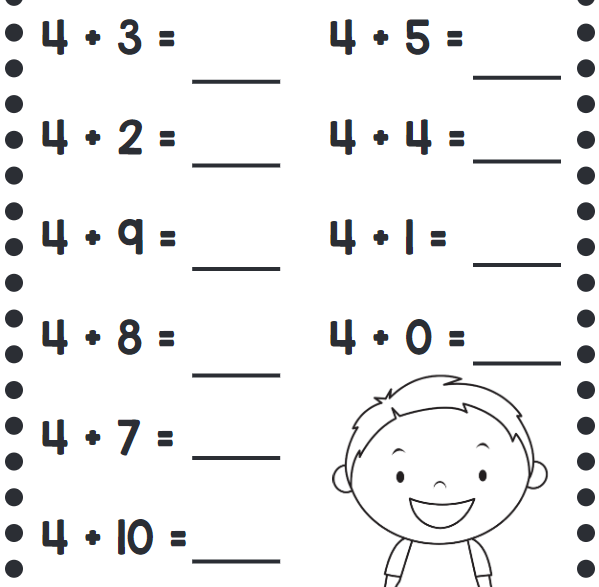 4 + 3 = ____
4 + 2 = ____
4 + 9 = ____
4 + 8 = ____
4 + 7 = ____
4 + 10 = ____
4 + 5 = ____
4 + 4 = ____
4 + 1 = ____
4 + 0 = ____